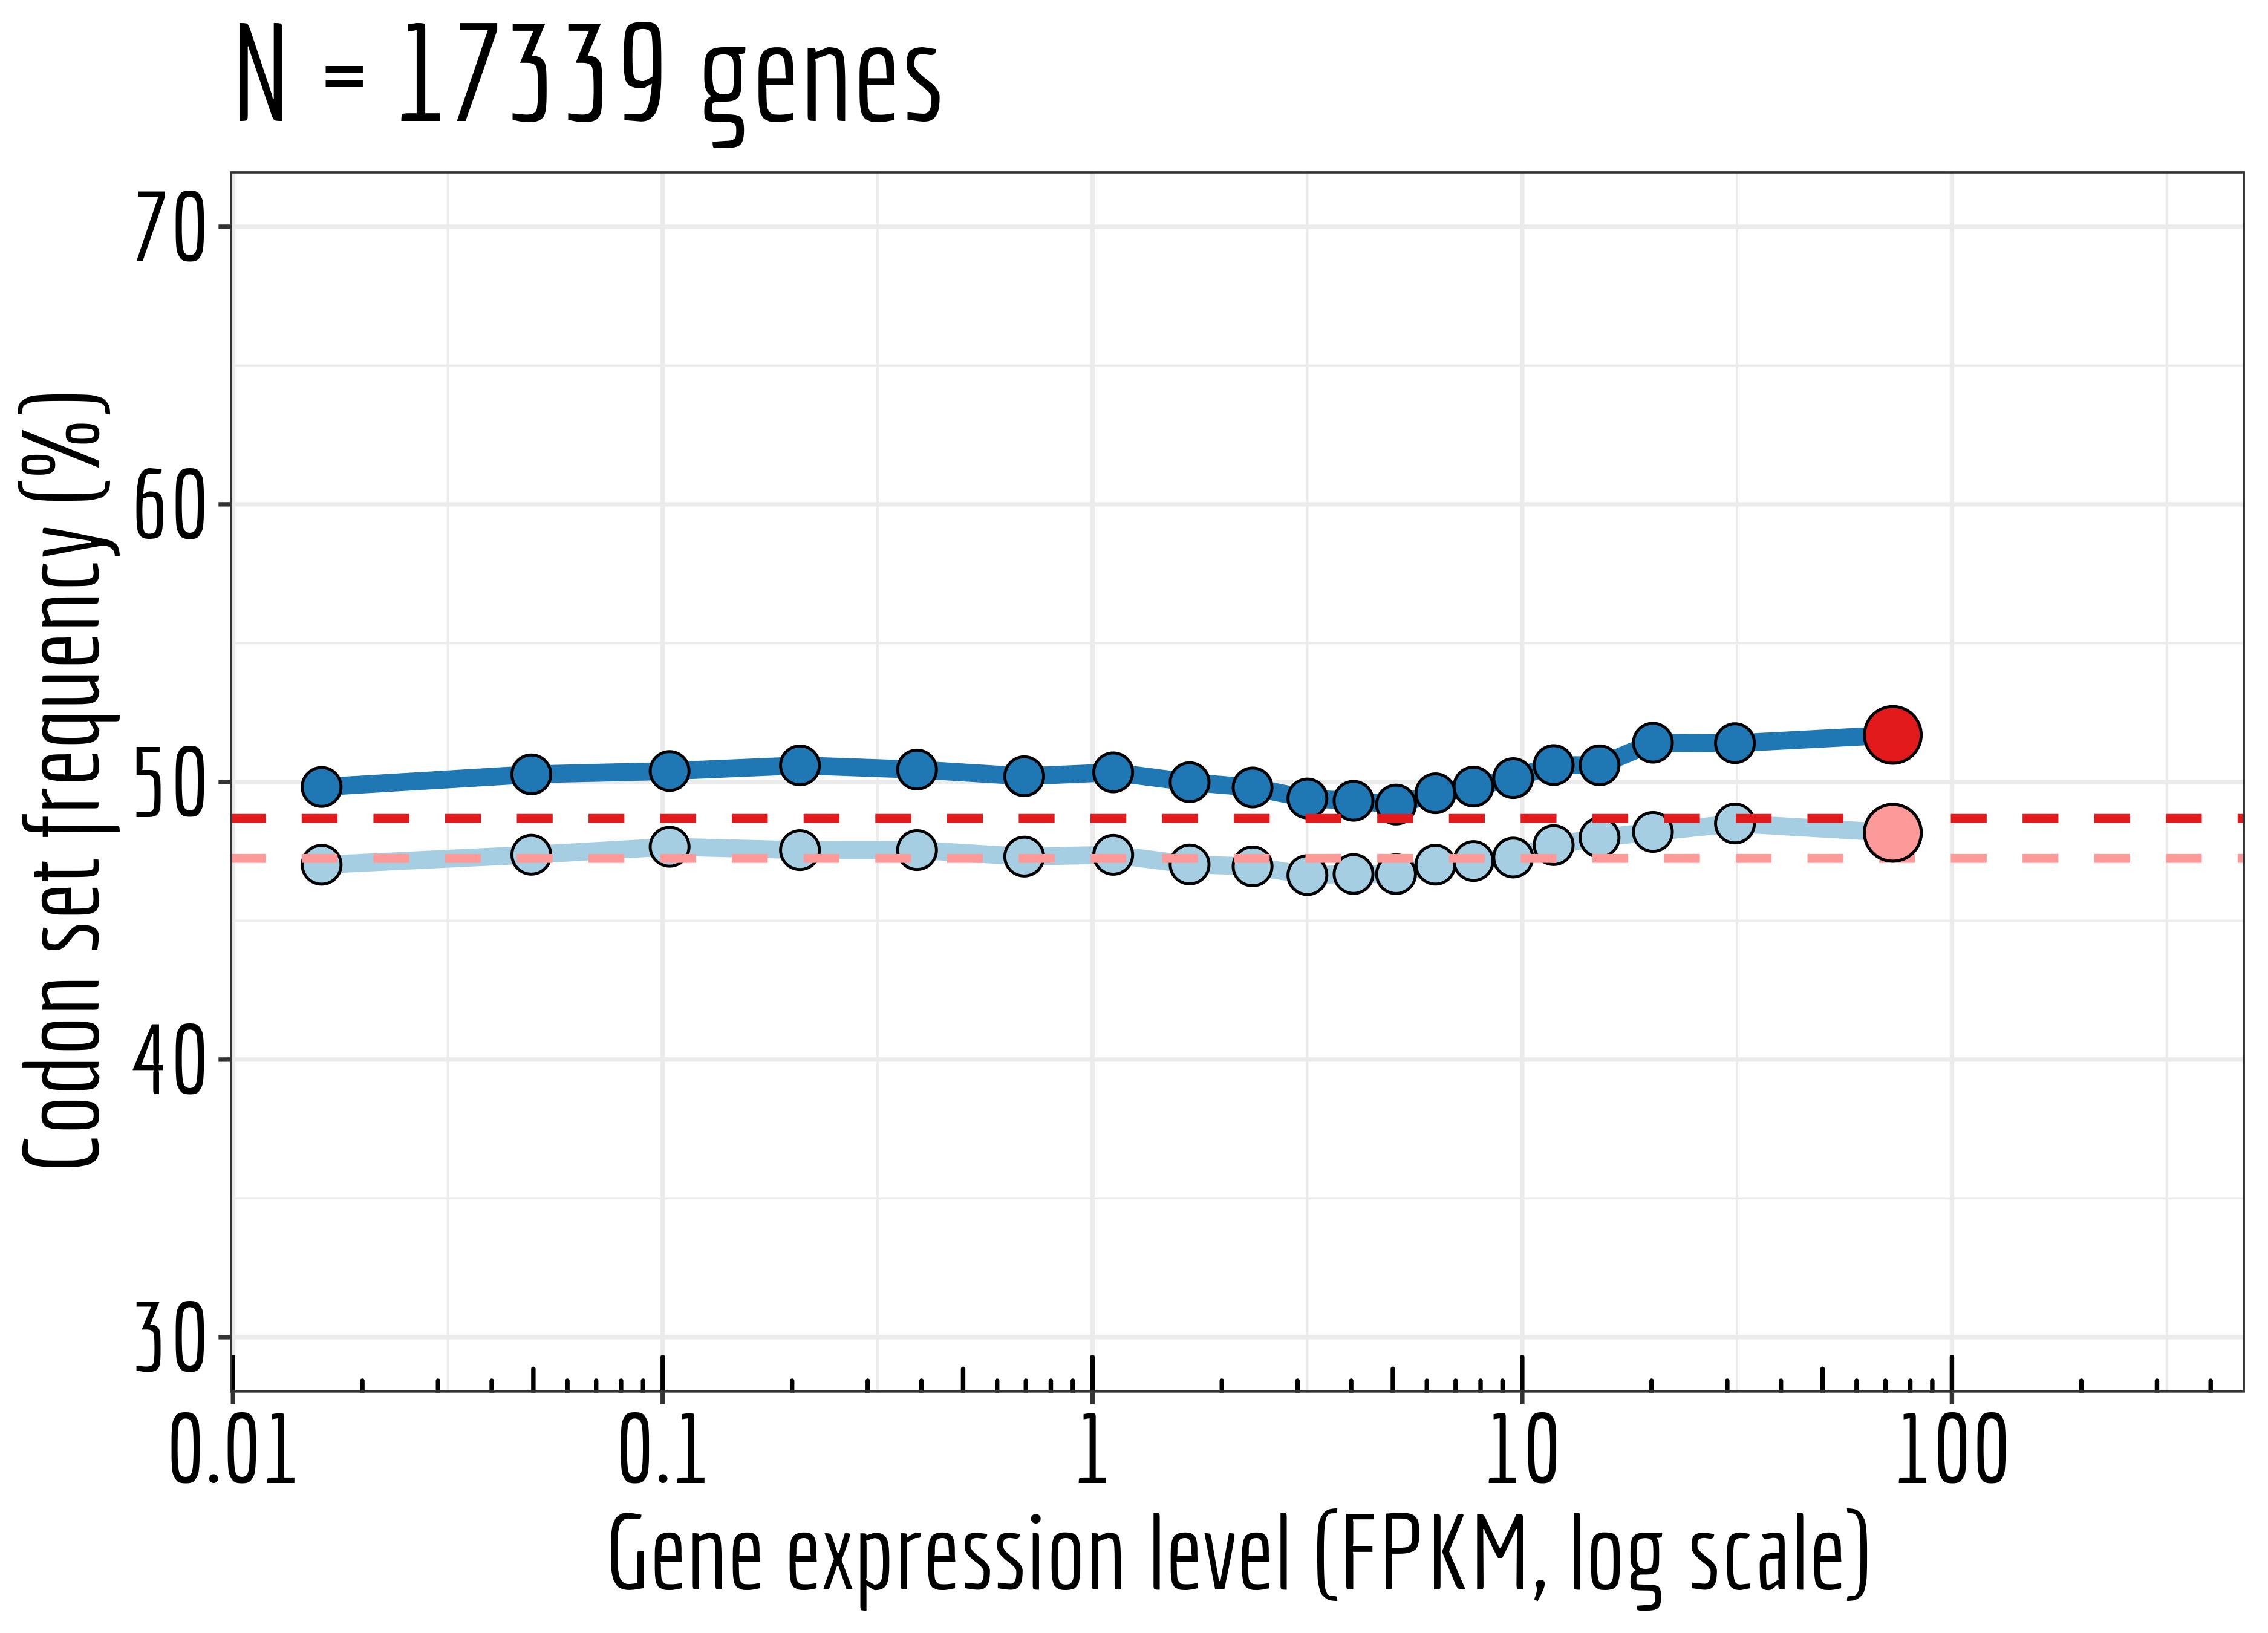 N = 17339 genes
Codon set frequency (%)
70
60
50
40
30
0.01 0.1 1 10 100
Gene expression level (FPKM, log scale)